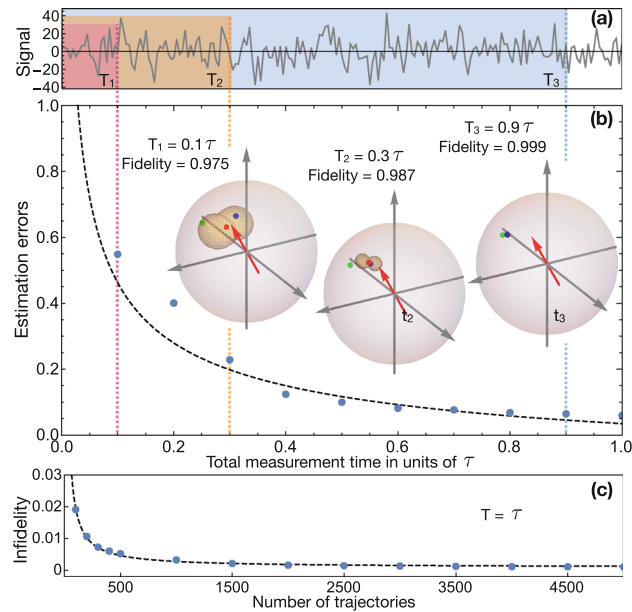 (a)
Signal
40
20
0
−20
−40
T1
T2
T3
(b)
Estimation errors
1.0
0.8
0.6
0.4
0.2
0.0
T1 = 0.1 τ
Fidelity = 0.975
T2 = 0.3 τ
Fidelity = 0.987
T3 = 0.9 τ
Fidelity = 0.999
t2
t3
0.0 0.2 0.4 0.6 0.8 1.0
Total measurement time in units of τ
(c)
Infidelity
0.03
0.02
0.01
0
T = τ
500 1500 2500 3500 4500
Number of trajectories